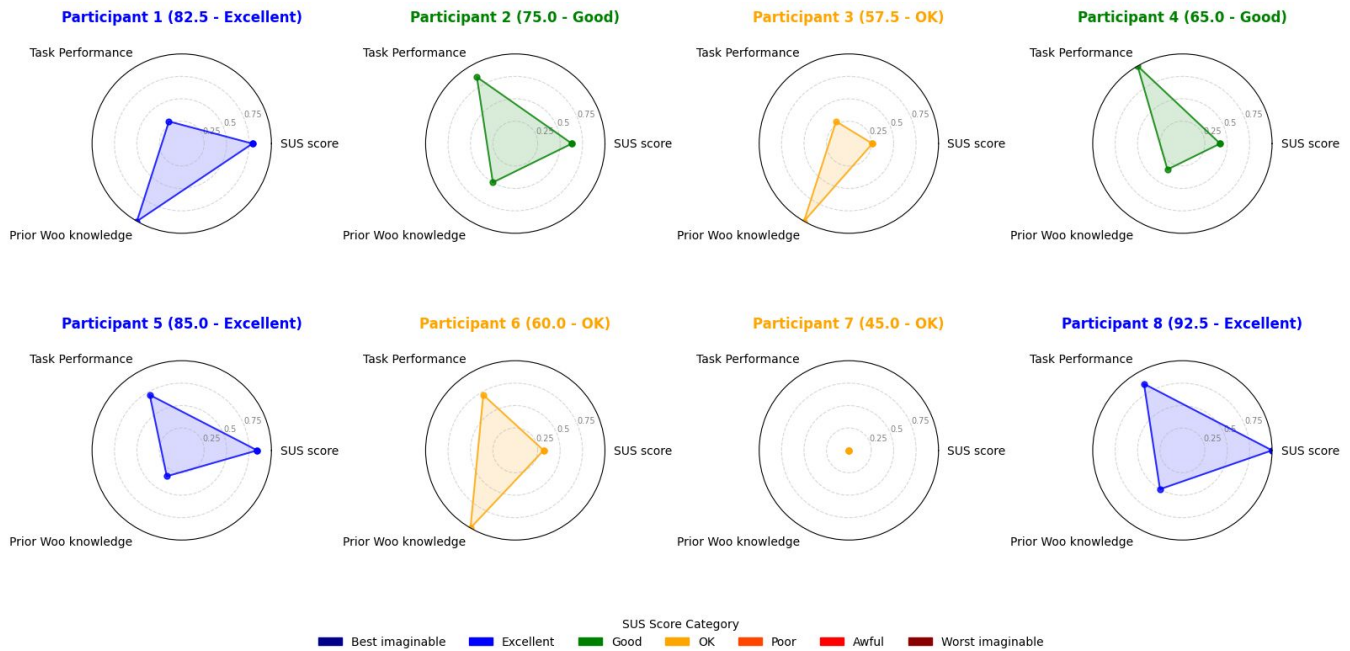 Participant 1 (82.5 - Excellent)
Participant 2 (75.0 - Good)
Participant 3 (57.5 - OK)
Participant 4 (65.0 - Good)
Task Performance
0.75
0.5
0.25
SUS score
Prior Woo knowledge
Task Performance
0.75
0.5
0.25
SUS score
Prior Woo knowledge
Task Performance
0.75
0.5
0.25
SUS score
Prior Woo knowledge
Task Performance
0.75
0.5
0.25
SUS score
Prior Woo knowledge
Participant 5 (85.0 - Excellent)
Participant 6 (60.0 - OK)
Participant 7 (45.0 - OK)
Participant 8 (92.5 - Excellent)
Task Performance
0.75
0.5
0.25
SUS score
Prior Woo knowledge
Task Performance
0.75
0.5
0.25
SUS score
Prior Woo knowledge
Task Performance
0.75
0.5
0.25
SUS score
Prior Woo knowledge
Task Performance
0.75
0.5
0.25
SUS score
Prior Woo knowledge
SUS Score Category
Best imaginable
Excellent
Good
OK
Poor
Awful
Worst imaginable